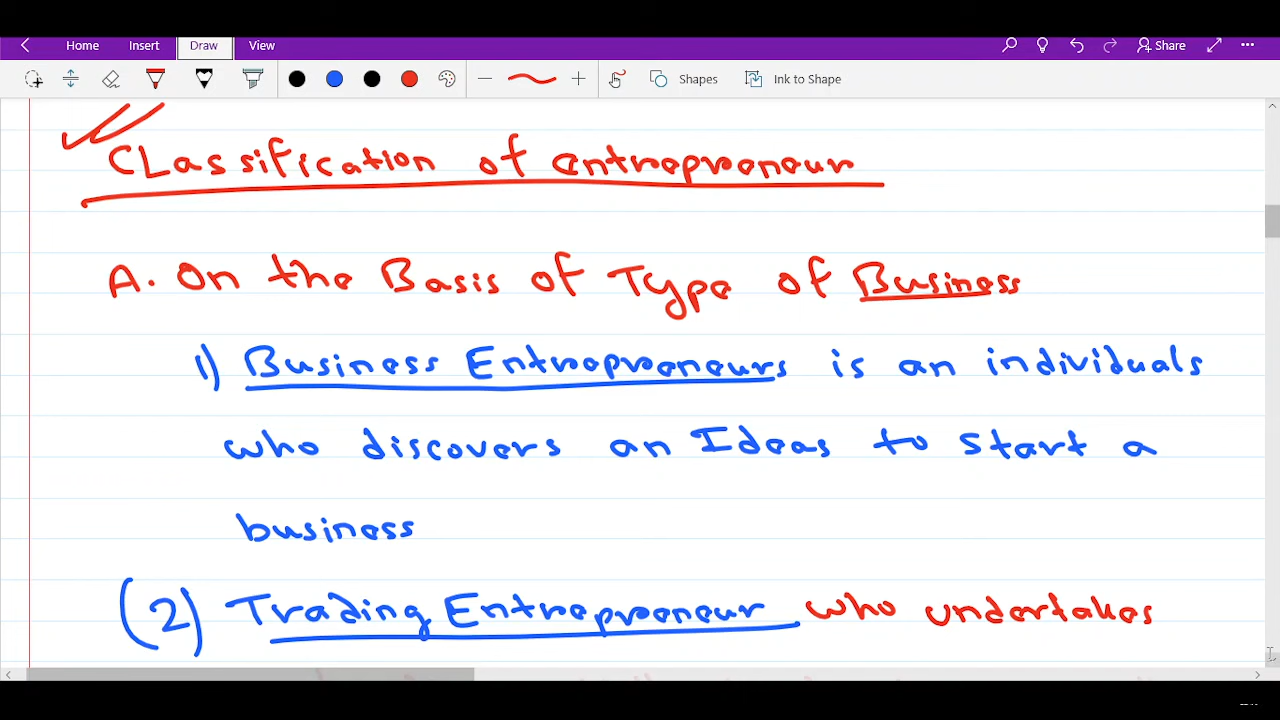 Home Insert Draw View Share
Shapes Ink to Shape
CLassification of entrepreneur
A. On the Basis of Type of Business
1) Business Entrepreneurs is an individuals
who discovers an Ideas to start a
business
(2) Trading Entrepreneur who undertakes